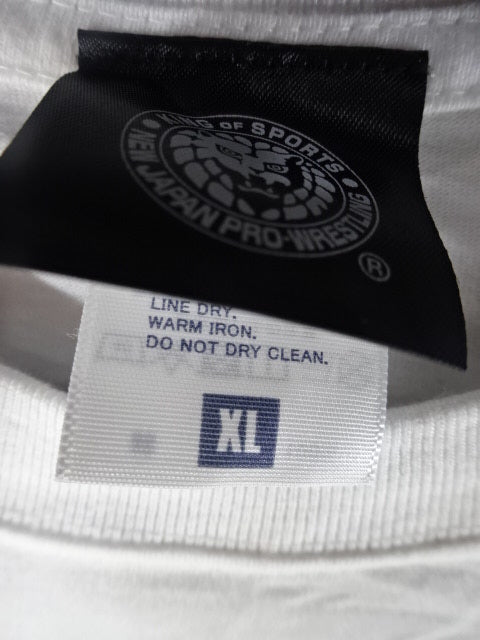 KING OF SPORTS
NEW JAPAN PRO-WRESTLING
®
LINE DRY.
WARM IRON.
DO NOT DRY CLEAN.
XL